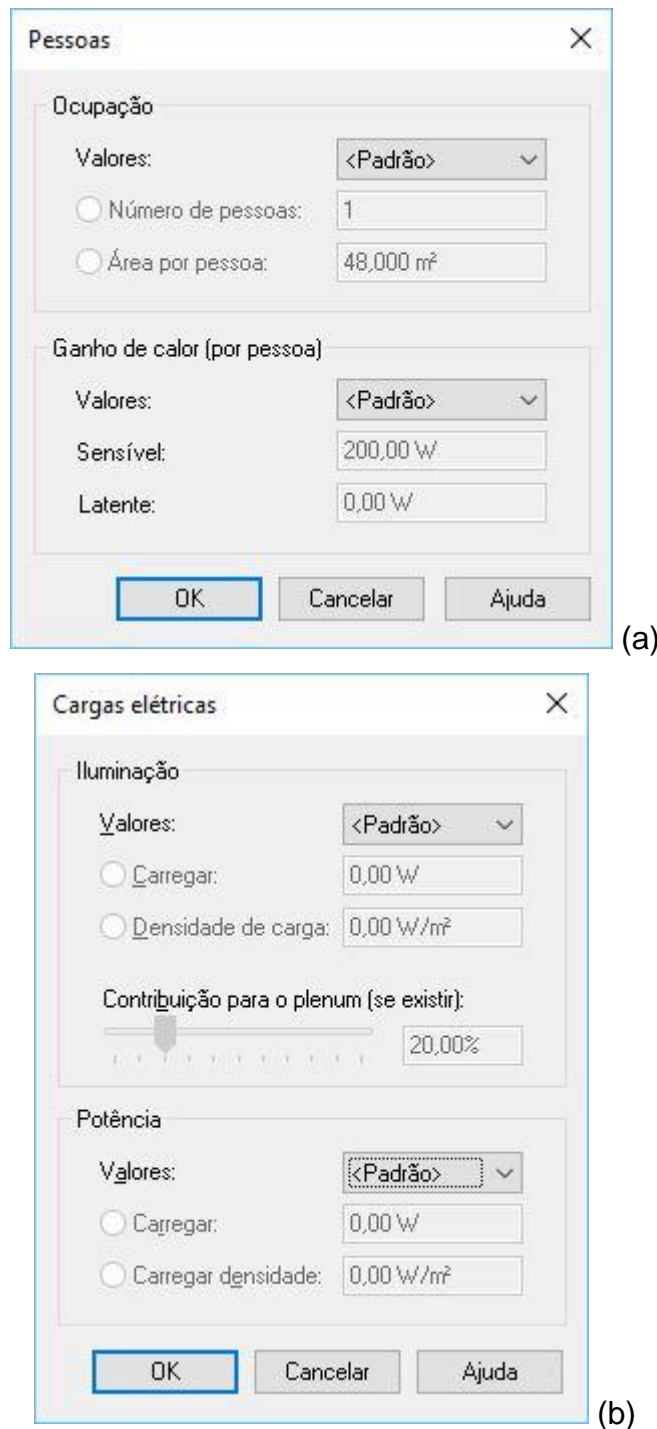 Pessoas
Ocupação
Valores: <Padrão>
Número de pessoas: 1
Área por pessoa: 48,000 m²
Ganho de calor (por pessoa)
Valores: <Padrão>
Sensível: 200,00 W
Latente: 0,00 W
OK Cancelar Ajuda
(a)
Cargas elétricas
Iluminação
Valores: <Padrão>
Carregar: 0,00 W
Densidade de carga: 0,00 W/m²
Contribuição para o plenum (se existir):
20,00%
Potência
Valores: <Padrão>
Carregar: 0,00 W
Carregar densidade: 0,00 W/m²
OK Cancelar Ajuda
(b)